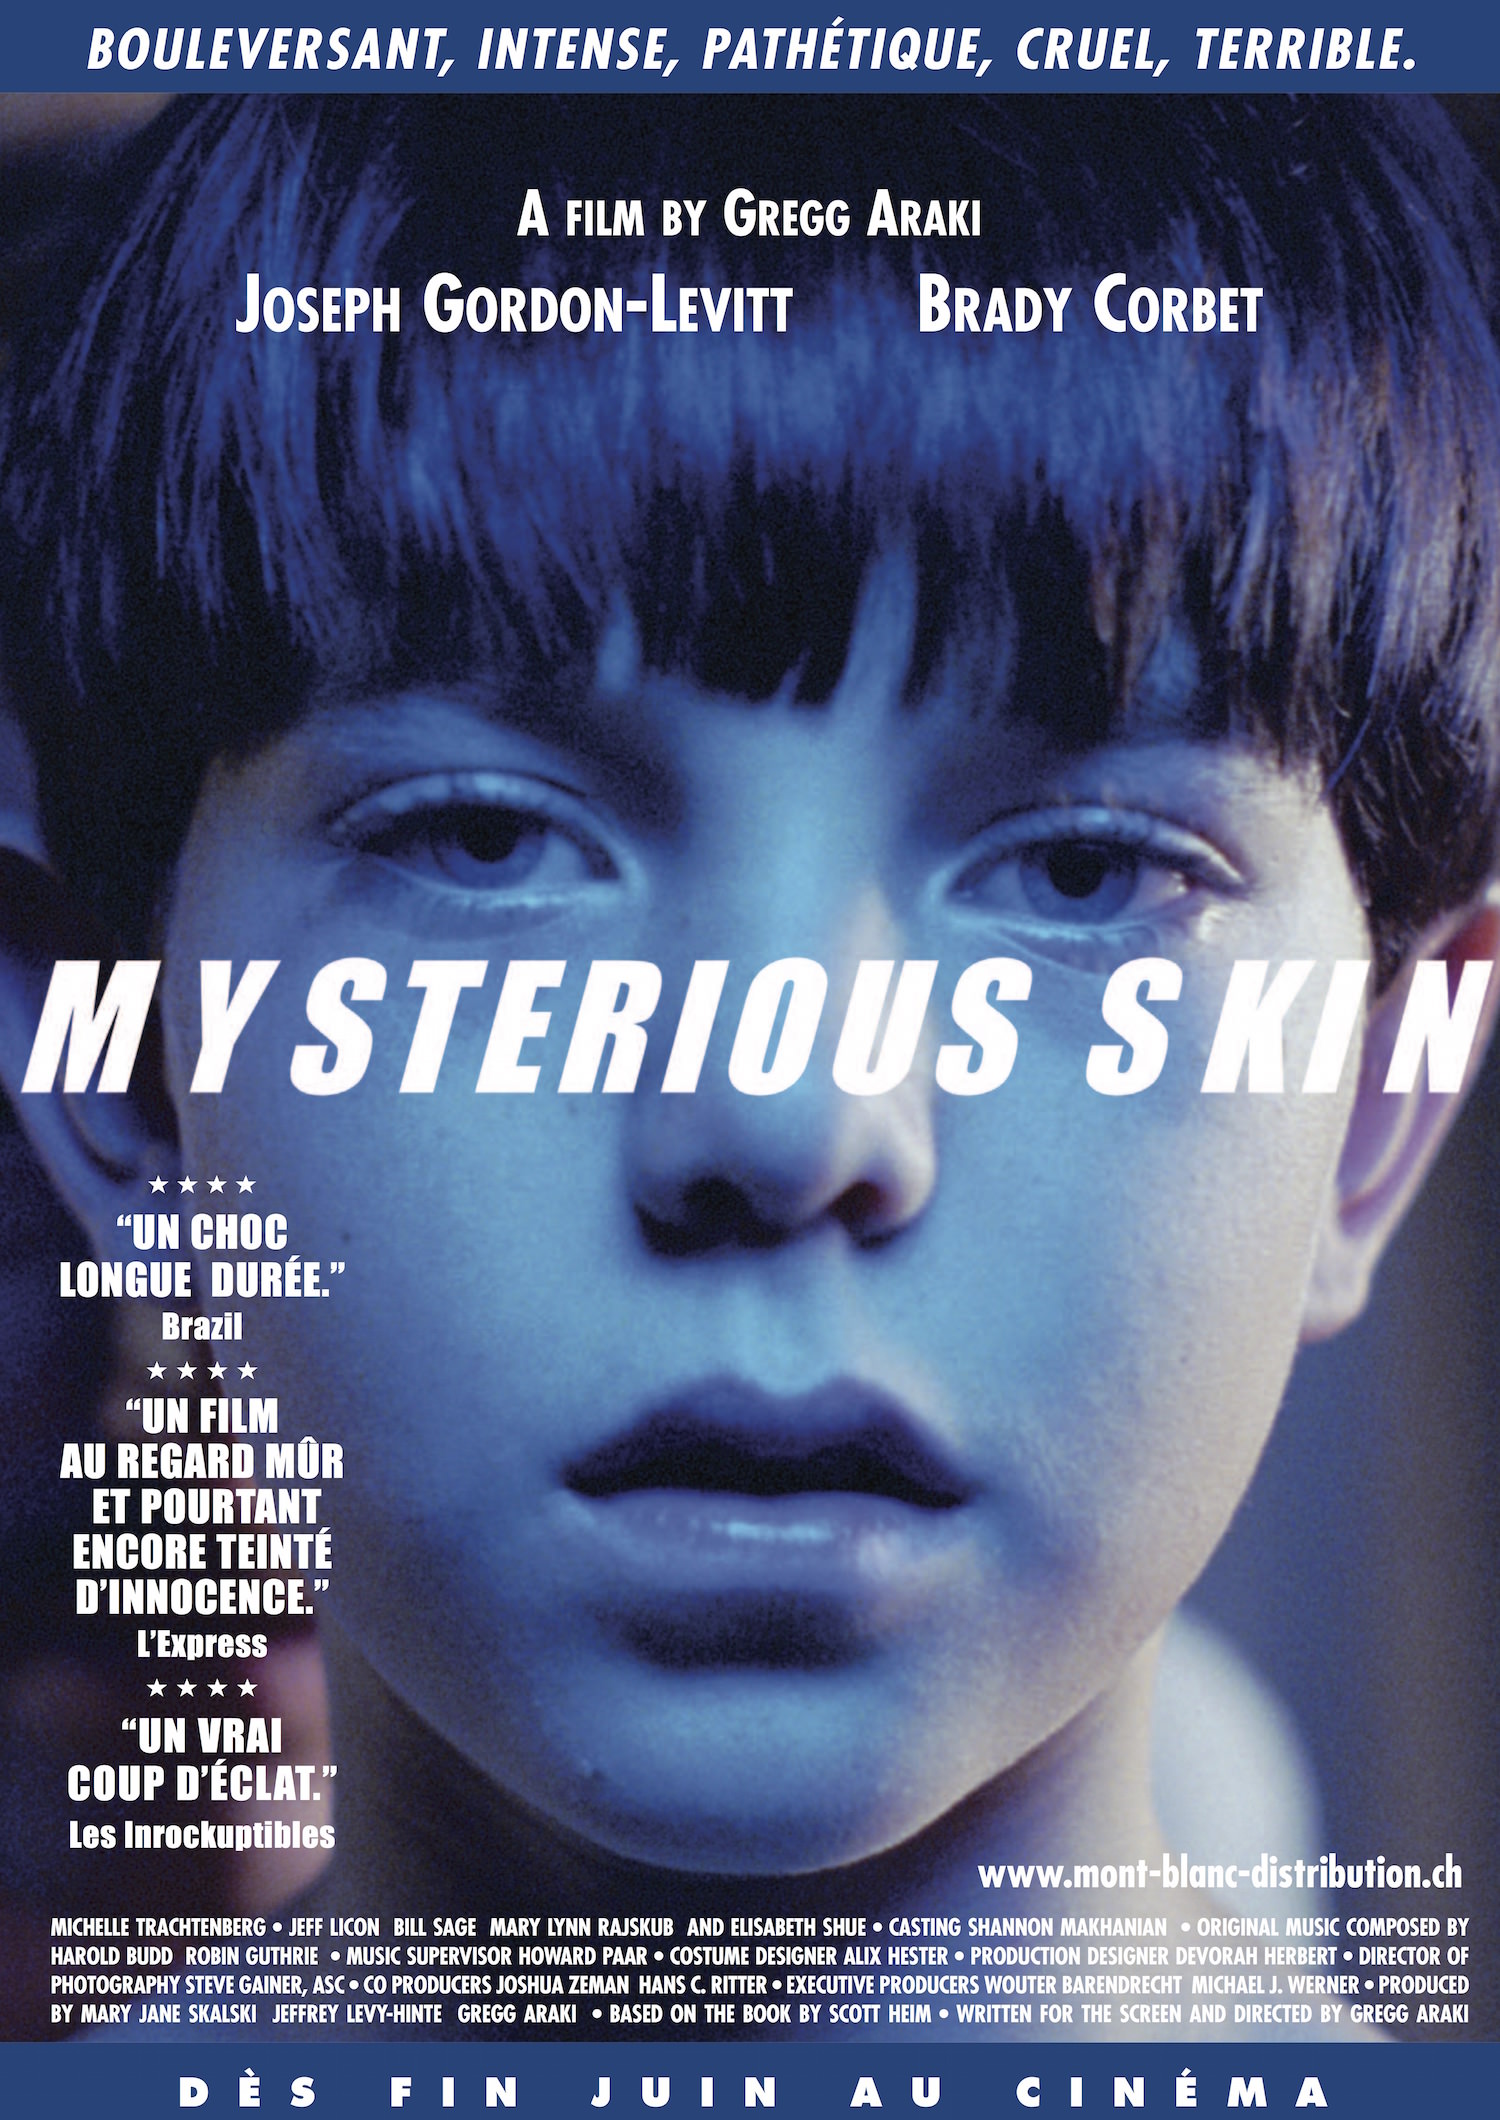 BOULEVERSANT, INTENSE, PATHÉTIQUE, CRUEL, TERRIBLE.
A FILM BY GREGG ARAKI
JOSEPH GORDON-LEVITT BRADY CORBET
MYSTERIOUS SKIN
★★★★
“UN CHOC
LONGUE DURÉE.”
Brazil
★★★★
“UN FILM
AU REGARD MÛR
ET POURTANT
ENCORE TEINTÉ
D’INNOCENCE.”
L’Express
★★★★
“UN VRAI
COUP D’ÉCLAT.”
Les Inrockuptibles
www.mont-blanc-distribution.ch
MICHELLE TRACHTENBERG • JEFF LICON BILL SAGE MARY LYNN RAJSKUB AND ELISABETH SHUE • CASTING SHANNON MAKHANIAN • ORIGINAL MUSIC COMPOSED BY
HAROLD BUDD ROBIN GUTHRIE • MUSIC SUPERVISOR HOWARD PAAR • COSTUME DESIGNER ALIX HESTER • PRODUCTION DESIGNER DEVORAH HERBERT • DIRECTOR OF
PHOTOGRAPHY STEVE GAINER, ASC • CO PRODUCERS JOSHUA ZEMAN HANS C. RITTER • EXECUTIVE PRODUCERS WOUTER BARENDRECHT MICHAEL J. WERNER • PRODUCED
BY MARY JANE SKALSKI JEFFREY LEVY-HINTE GREGG ARAKI • BASED ON THE BOOK BY SCOTT HEIM • WRITTEN FOR THE SCREEN AND DIRECTED BY GREGG ARAKI
DÈS FIN JUIN AU CINÉMA